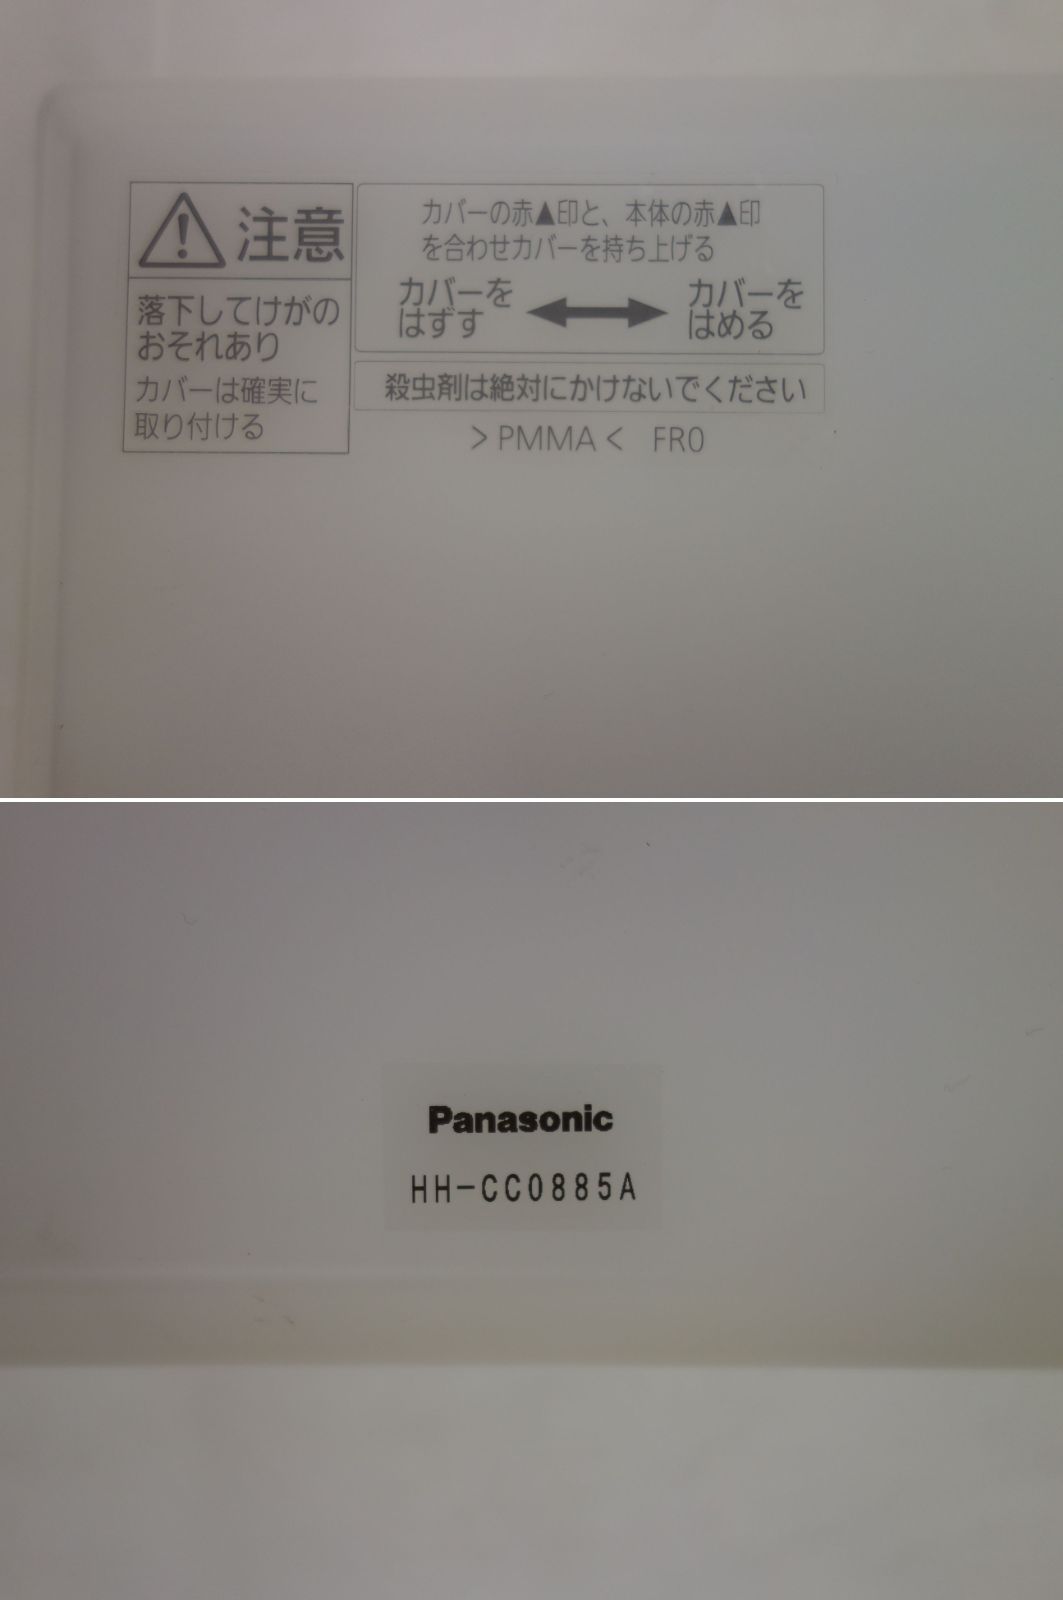 注意
落下してけがの
おそれあり
カバーは確実に
取り付ける
カバーの赤▲印と、本体の赤▲印
を合わせカバーを持ち上げる
カバーを
はずす
カバーを
はめる
殺虫剤は絶対にかけないでください
>PMMA< FR0
Panasonic
HH-CC0885A